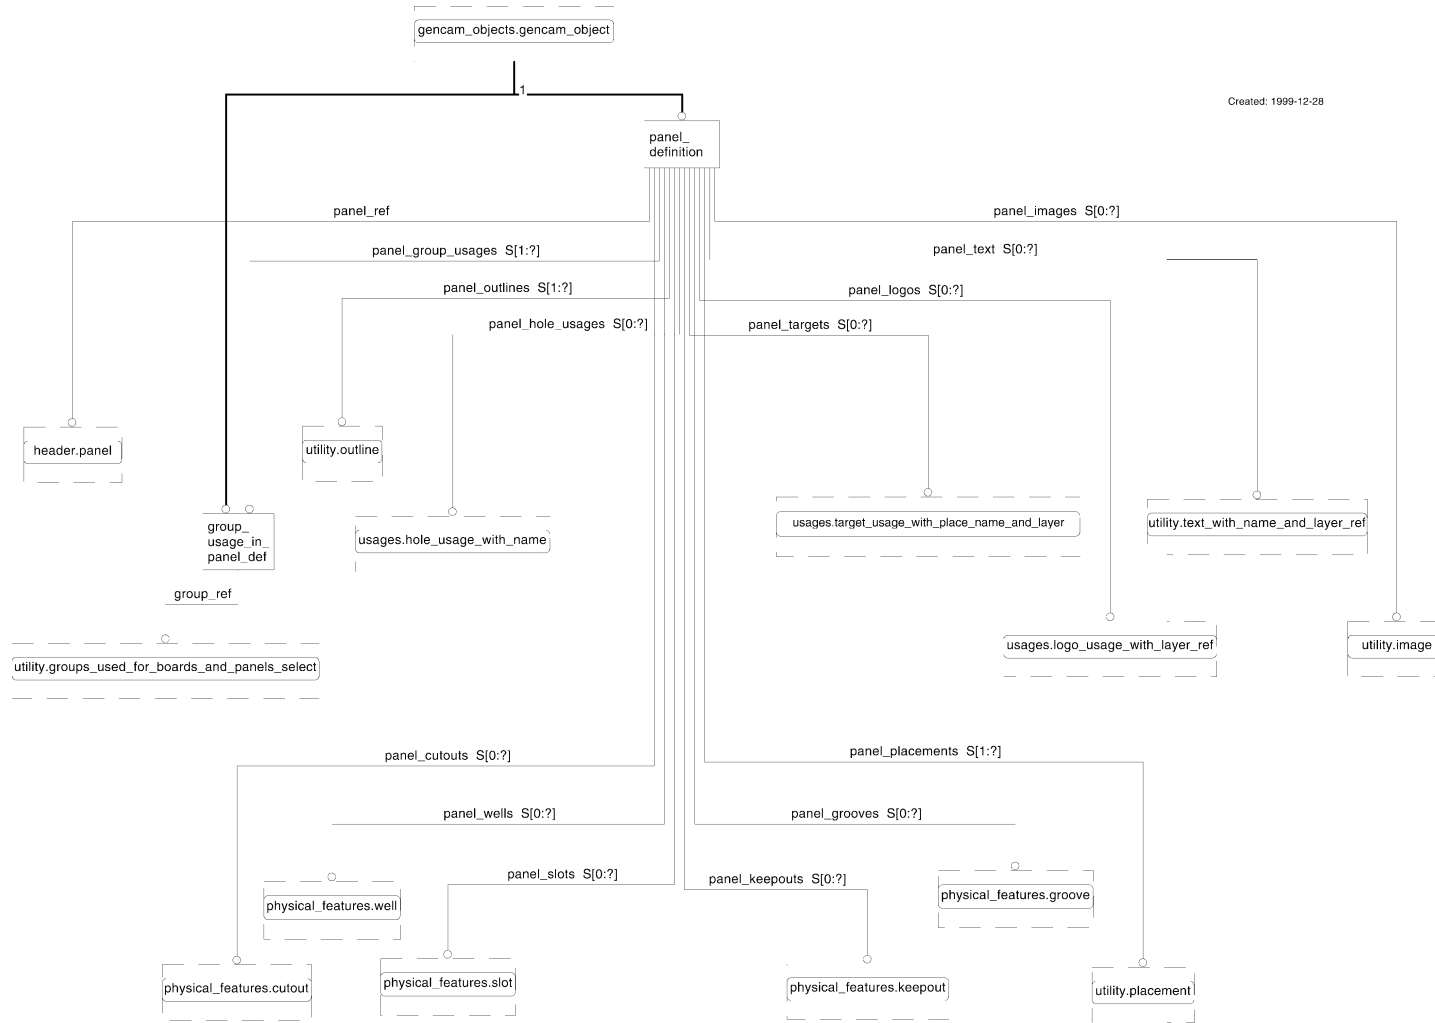 gencam_objects.gencam_object
1
Created: 1999-12-28
panel_
definition
panel_ref
panel_images S[0:?]
panel_group_usages S[1:?]
panel_text S[0:?]
panel_outlines S[1:?]
panel_logos S[0:?]
panel_hole_usages S[0:?]
panel_targets S[0:?]
header.panel
utility.outline
group_
usage_in_
panel_def
usages.hole_usage_with_name
usages.target_usage_with_place_name_and_layer
utility.text_with_name_and_layer_ref
group_ref
utility.groups_used_for_boards_and_panels_select
usages.logo_usage_with_layer_ref
utility.image
panel_cutouts S[0:?]
panel_placements S[1:?]
panel_wells S[0:?]
panel_grooves S[0:?]
panel_slots S[0:?]
panel_keepouts S[0:?]
physical_features.well
physical_features.groove
physical_features.cutout
physical_features.slot
physical_features.keepout
utility.placement